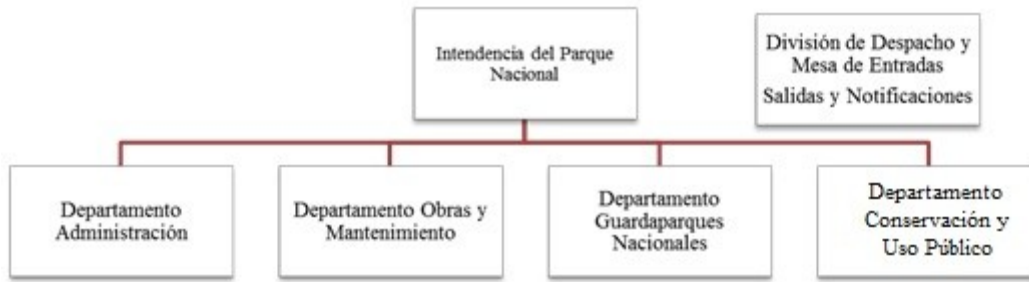 Intendencia del Parque
Nacional
División de Despacho y
Mesa de Entradas
Salidas y Notificaciones
Departamento
Administración
Departamento Obras y
Mantenimiento
Departamento
Guardaparques
Nacionales
Departamento
Conservación y
Uso Público